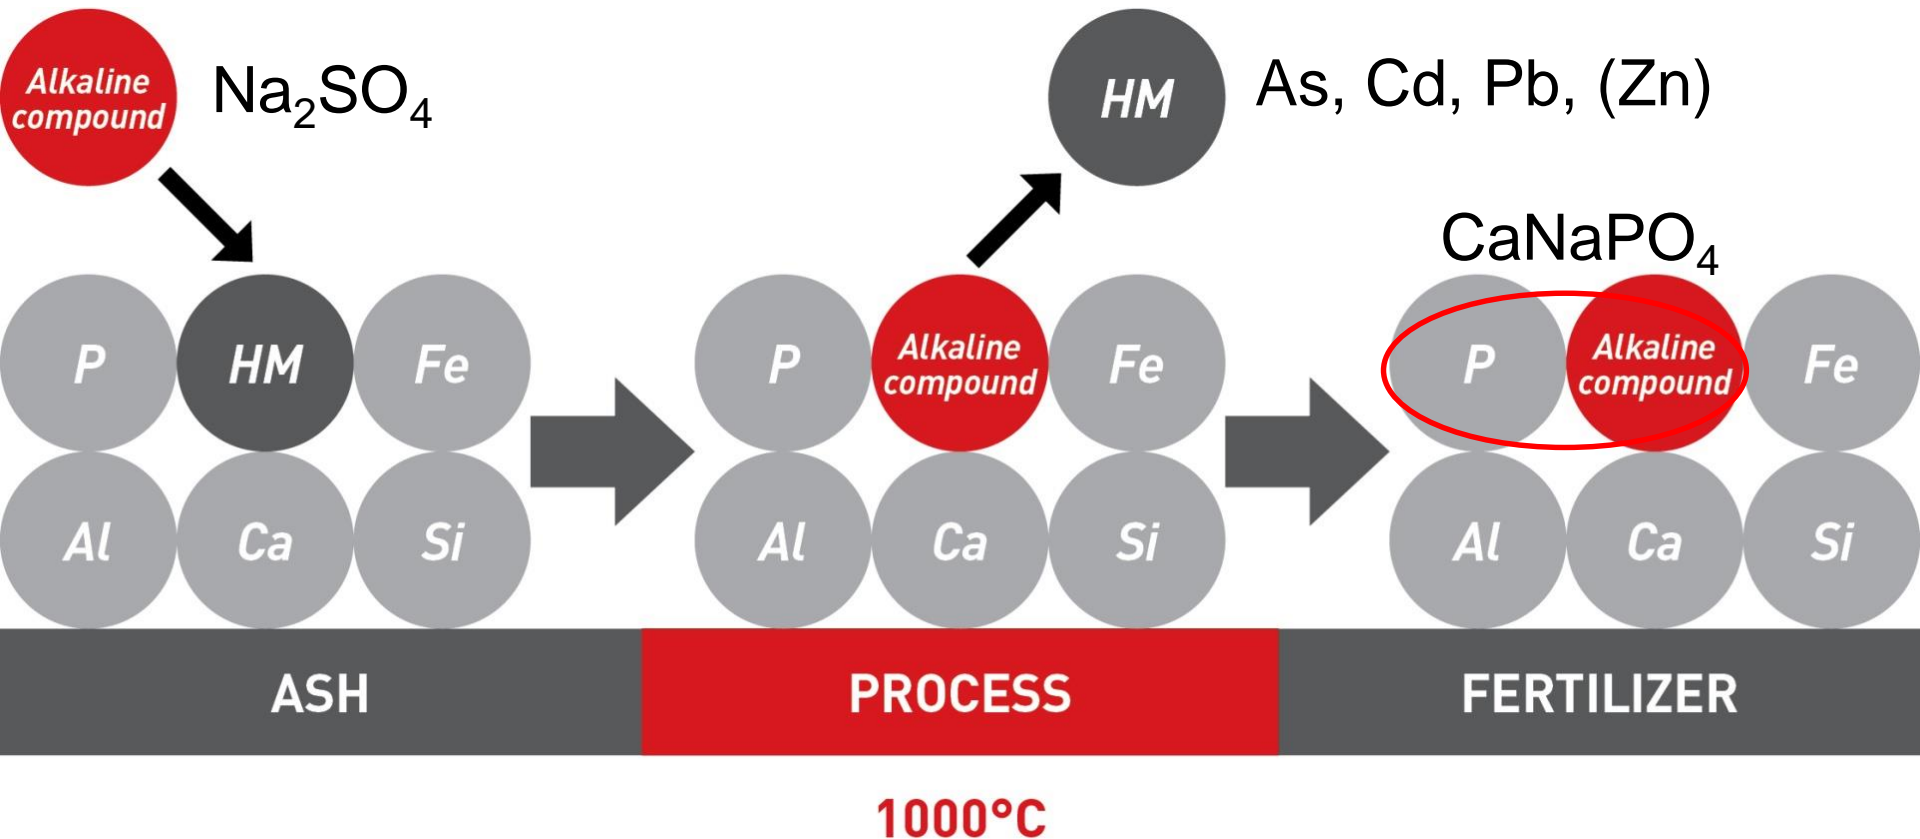 Alkaline
compound
Na₂SO₄
HM
As, Cd, Pb, (Zn)
CaNaPO₄
P HM Fe
P Alkaline compound Fe
P Alkaline compound Fe
Al Ca Si
Al Ca Si
Al Ca Si
ASH
PROCESS
FERTILIZER
1000°C